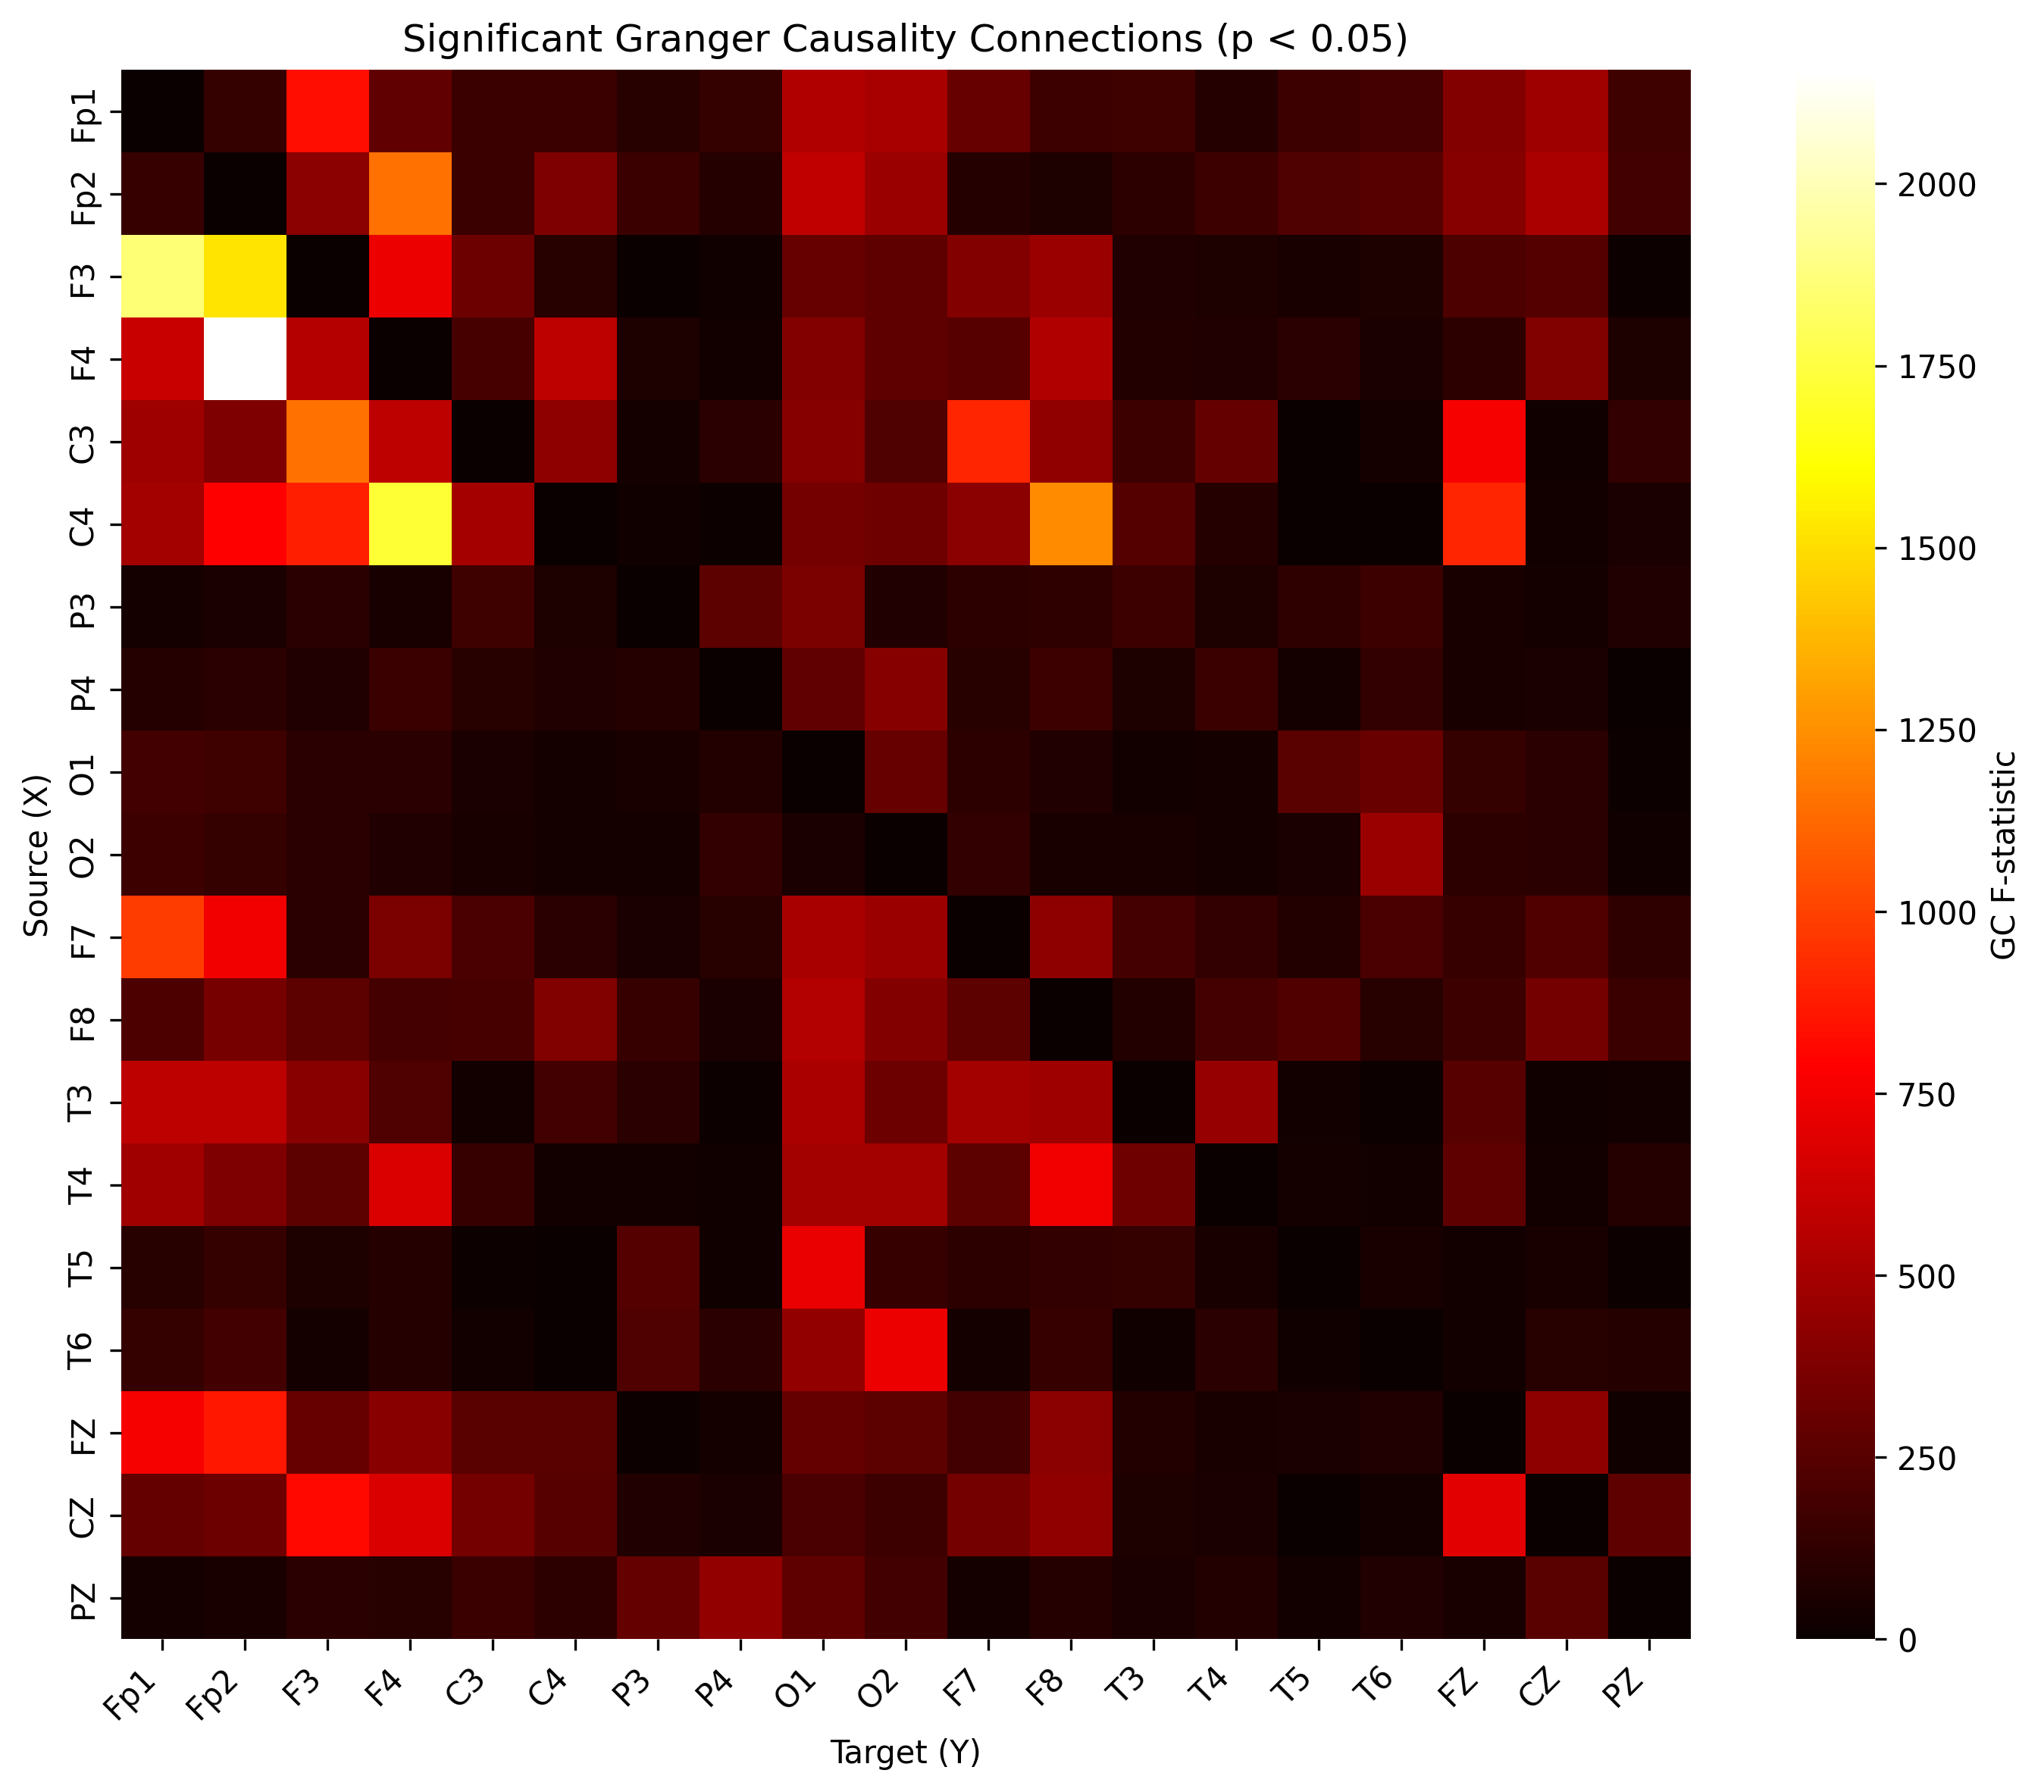 Significant Granger Causality Connections (p < 0.05)
Source (X)
Fp1
Fp2
F3
F4
C3
C4
P3
P4
O1
O2
F7
F8
T3
T4
T5
T6
FZ
CZ
PZ
Fp1 Fp2 F3 F4 C3 C4 P3 P4 O1 O2 F7 F8 T3 T4 T5 T6 FZ CZ PZ
Target (Y)
2000
1750
1500
1250
1000
750
500
250
0
GC F-statistic